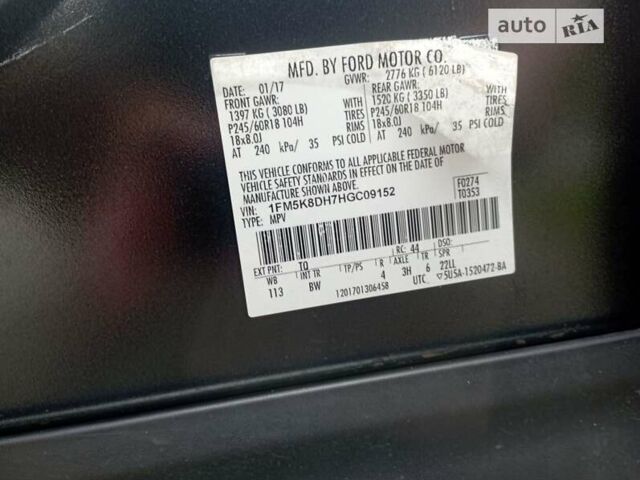 auto RIA
MFD. BY FORD MOTOR CO.
DATE: 01/17 GVWR: 2776 KG ( 6120 LB)
FRONT GAWR: REAR GAWR:
1397 KG ( 3080 LB) 1520 KG ( 3350 LB) WITH
P245/60R18 104H TIRES P245/60R18 104H TIRES
18x8.0J RIMS 18x8.0J RIMS
AT 240 kPa/ 35 PSI COLD AT 240 kPa/ 35 PSI COLD
THIS VEHICLE CONFORMS TO ALL APPLICABLE FEDERAL MOTOR
VEHICLE SAFETY STANDARDS IN EFFECT ON THE DATE OF
MANUFACTURE SHOWN ABOVE.
VIN: 1FM5K8DH7HGC09152 F0274
TYPE: MPV T0353
EXT PNT: TQ RC: 44 DSO:
WB INT TR TP/PS R AXLE TR SPR
113 BW 4 3H 6 22LL
1201701306458 UTC ▽5U5A-1520472-BA